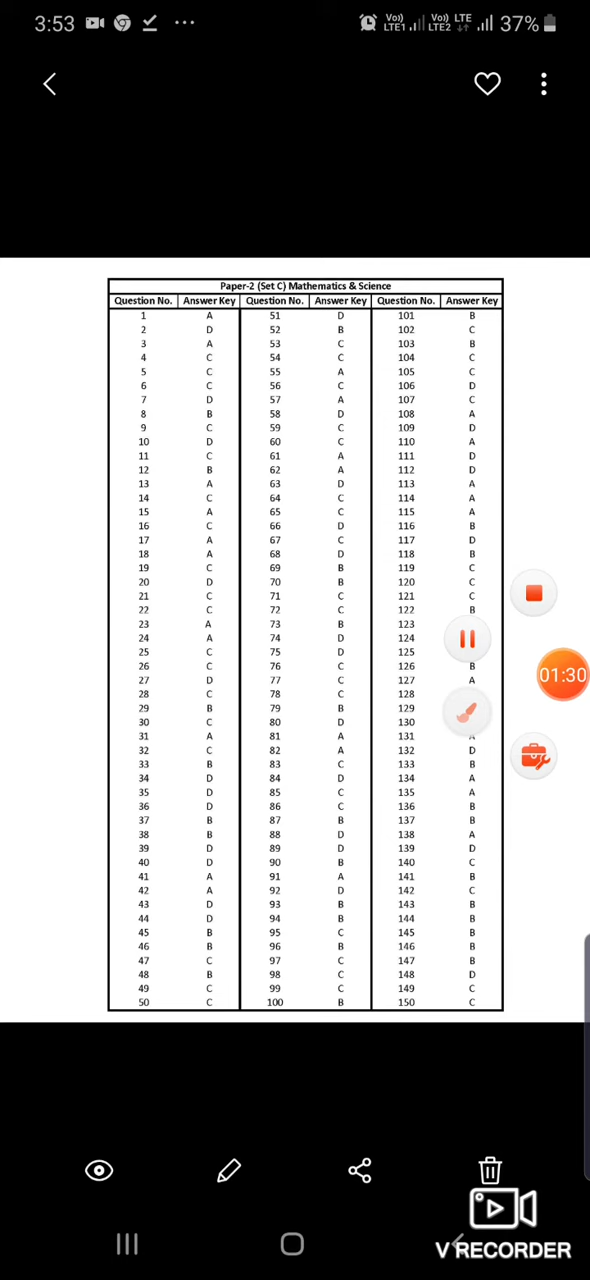 3:53 Vo)) LTE1 Vo)) LTE LTE2 37%
Paper-2 (Set C) Mathematics & Science
Question No. Answer Key Question No. Answer Key Question No. Answer Key
1 A 51 D 101 B
2 D 52 B 102 C
3 A 53 C 103 B
4 C 54 C 104 C
5 C 55 A 105 C
6 C 56 C 106 D
7 D 57 A 107 C
8 B 58 D 108 A
9 C 59 C 109 D
10 D 60 C 110 A
11 C 61 A 111 D
12 B 62 A 112 D
13 A 63 D 113 A
14 C 64 C 114 A
15 A 65 C 115 A
16 C 66 D 116 B
17 A 67 C 117 D
18 A 68 D 118 B
19 C 69 B 119 C
20 D 70 B 120 C
21 C 71 C 121 C
22 C 72 C 122 B
23 A 73 B 123
24 A 74 D 124
25 C 75 D 125
26 C 76 C 126 B
27 D 77 C 127 A
28 C 78 C 128
29 B 79 B 129
30 C 80 D 130
31 A 81 A 131 A
32 C 82 A 132 D
33 B 83 C 133 B
34 D 84 D 134 A
35 D 85 C 135 A
36 D 86 C 136 B
37 B 87 B 137 B
38 B 88 D 138 A
39 D 89 D 139 D
40 D 90 B 140 C
41 A 91 A 141 B
42 A 92 D 142 C
43 D 93 B 143 B
44 D 94 B 144 B
45 B 95 C 145 B
46 B 96 B 146 B
47 C 97 C 147 B
48 B 98 C 148 D
49 C 99 C 149 C
50 C 100 B 150 C
01:30
V RECORDER